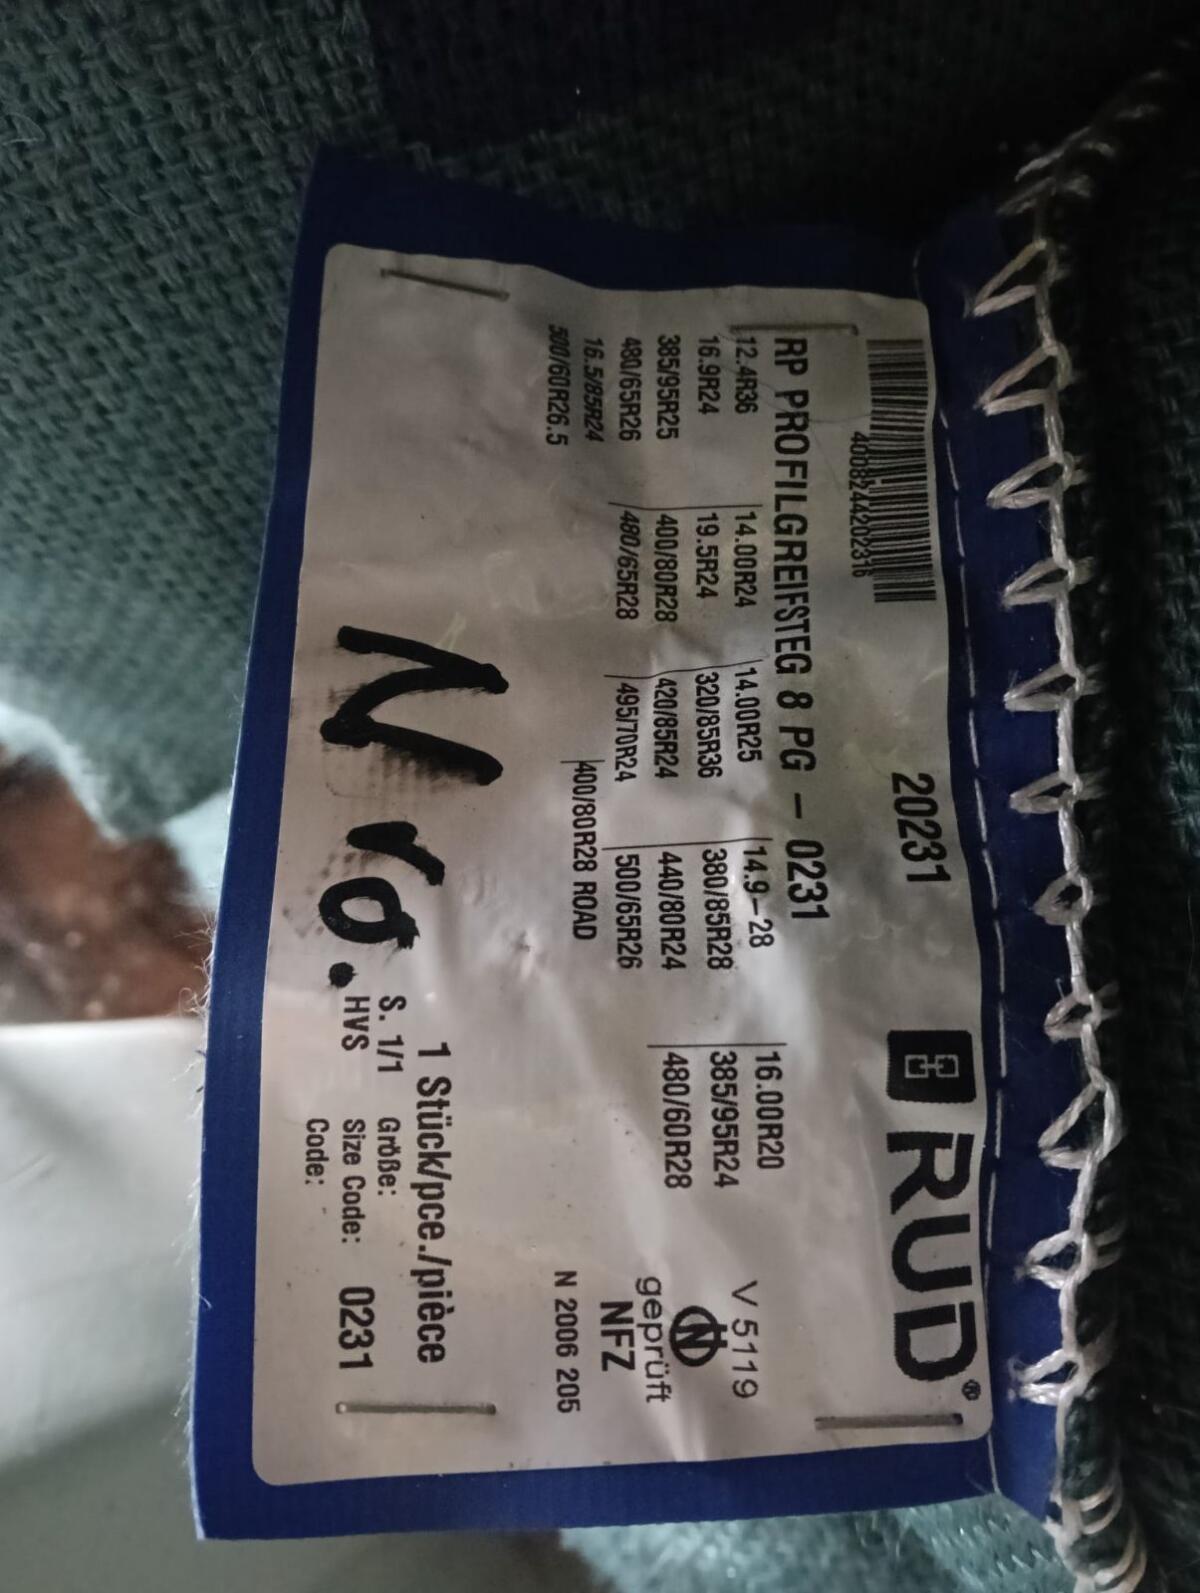 4008244202316
20231
RUD®
RP PROFILGREIFSTEG 8 PG – 0231
12.4R36 14.00R24 14.00R25 14.9–28 16.00R20
16.9R24 19.5R24 320/85R36 380/85R28 385/95R24
385/95R25 400/80R28 420/85R24 440/80R24 480/60R28
480/65R26 480/65R28 495/70R24 500/65R26
16.5/85R24 400/80R28 ROAD
500/60R26.5
V 5119
N
geprüft
NFZ
N 2006 205
Nro.
1 Stück/pce./pièce
S. 1/1 Größe:
HVS Size Code: 0231
Code: